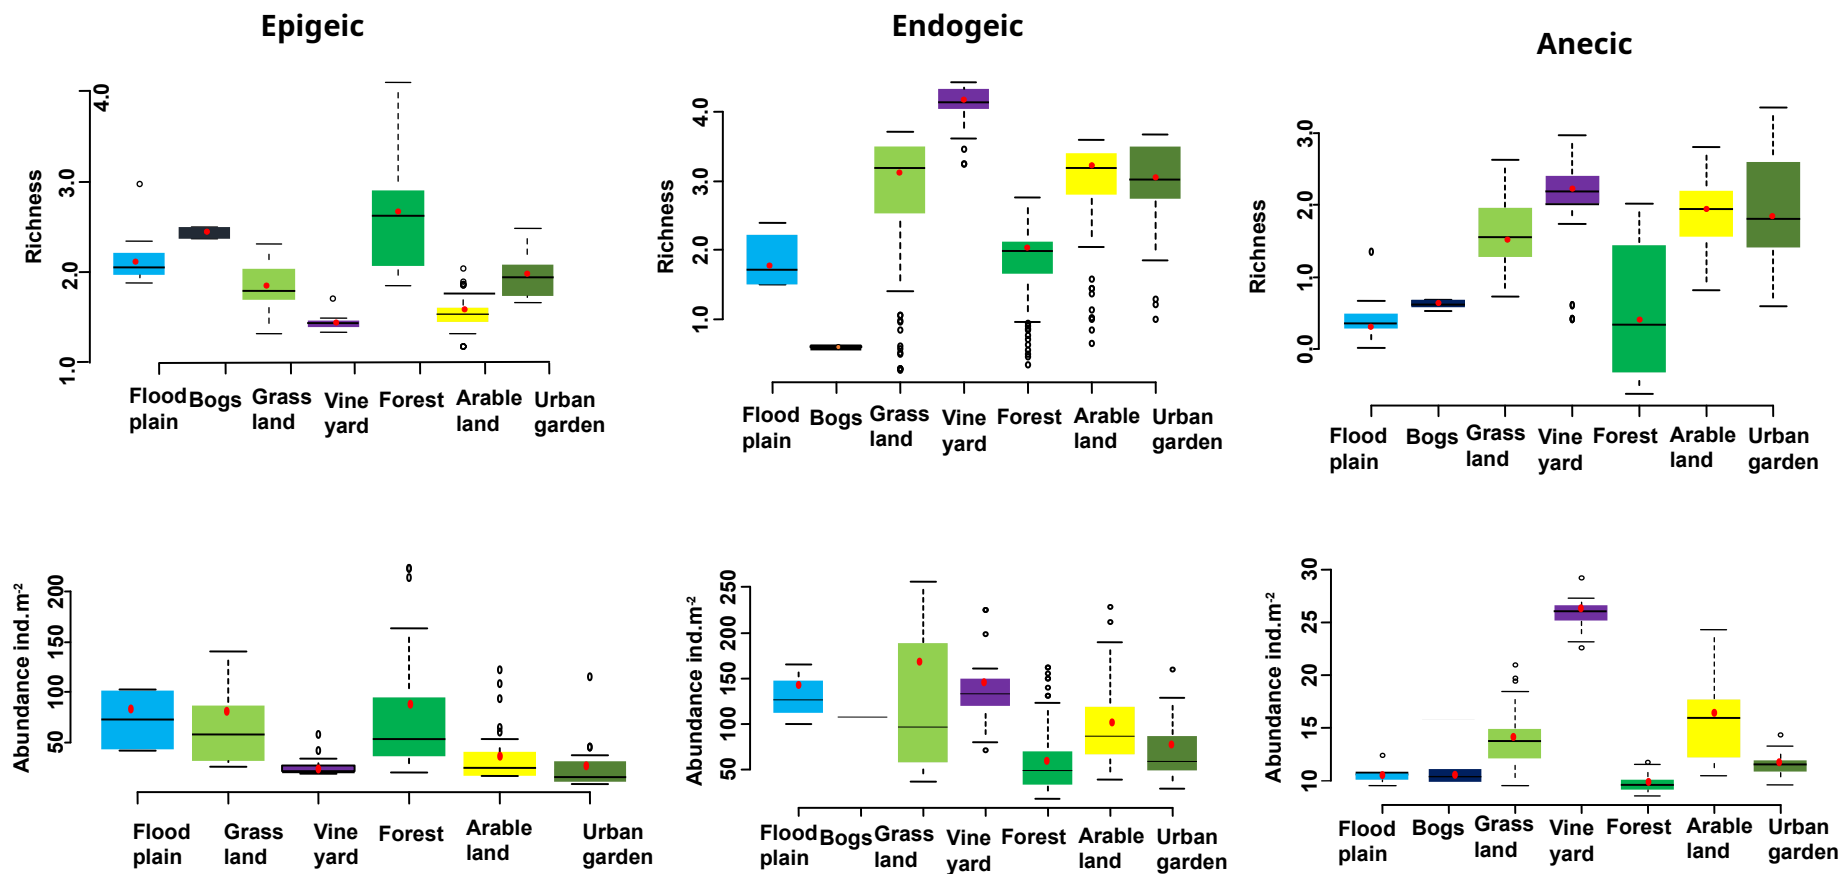 Epigeic
Endogeic
Anecic
Richness
4.0
3.0
2.0
1.0
Flood plain
Bogs
Grass land
Vine yard
Forest
Arable land
Urban garden
Richness
4.0
3.0
2.0
1.0
Flood plain
Bogs
Grass land
Vine yard
Forest
Arable land
Urban garden
Richness
3.0
2.0
1.0
0.0
Flood plain
Bogs
Grass land
Vine yard
Forest
Arable land
Urban garden
Abundance ind.m-2
200
150
100
50
Flood plain
Grass land
Vine yard
Forest
Arable land
Urban garden
Abundance ind.m-2
250
200
150
100
50
Flood plain
Bogs
Grass land
Vine yard
Forest
Arable land
Urban garden
Abundance ind.m-2
30
25
20
15
10
Flood plain
Bogs
Grass land
Vine yard
Forest
Arable land
Urban garden